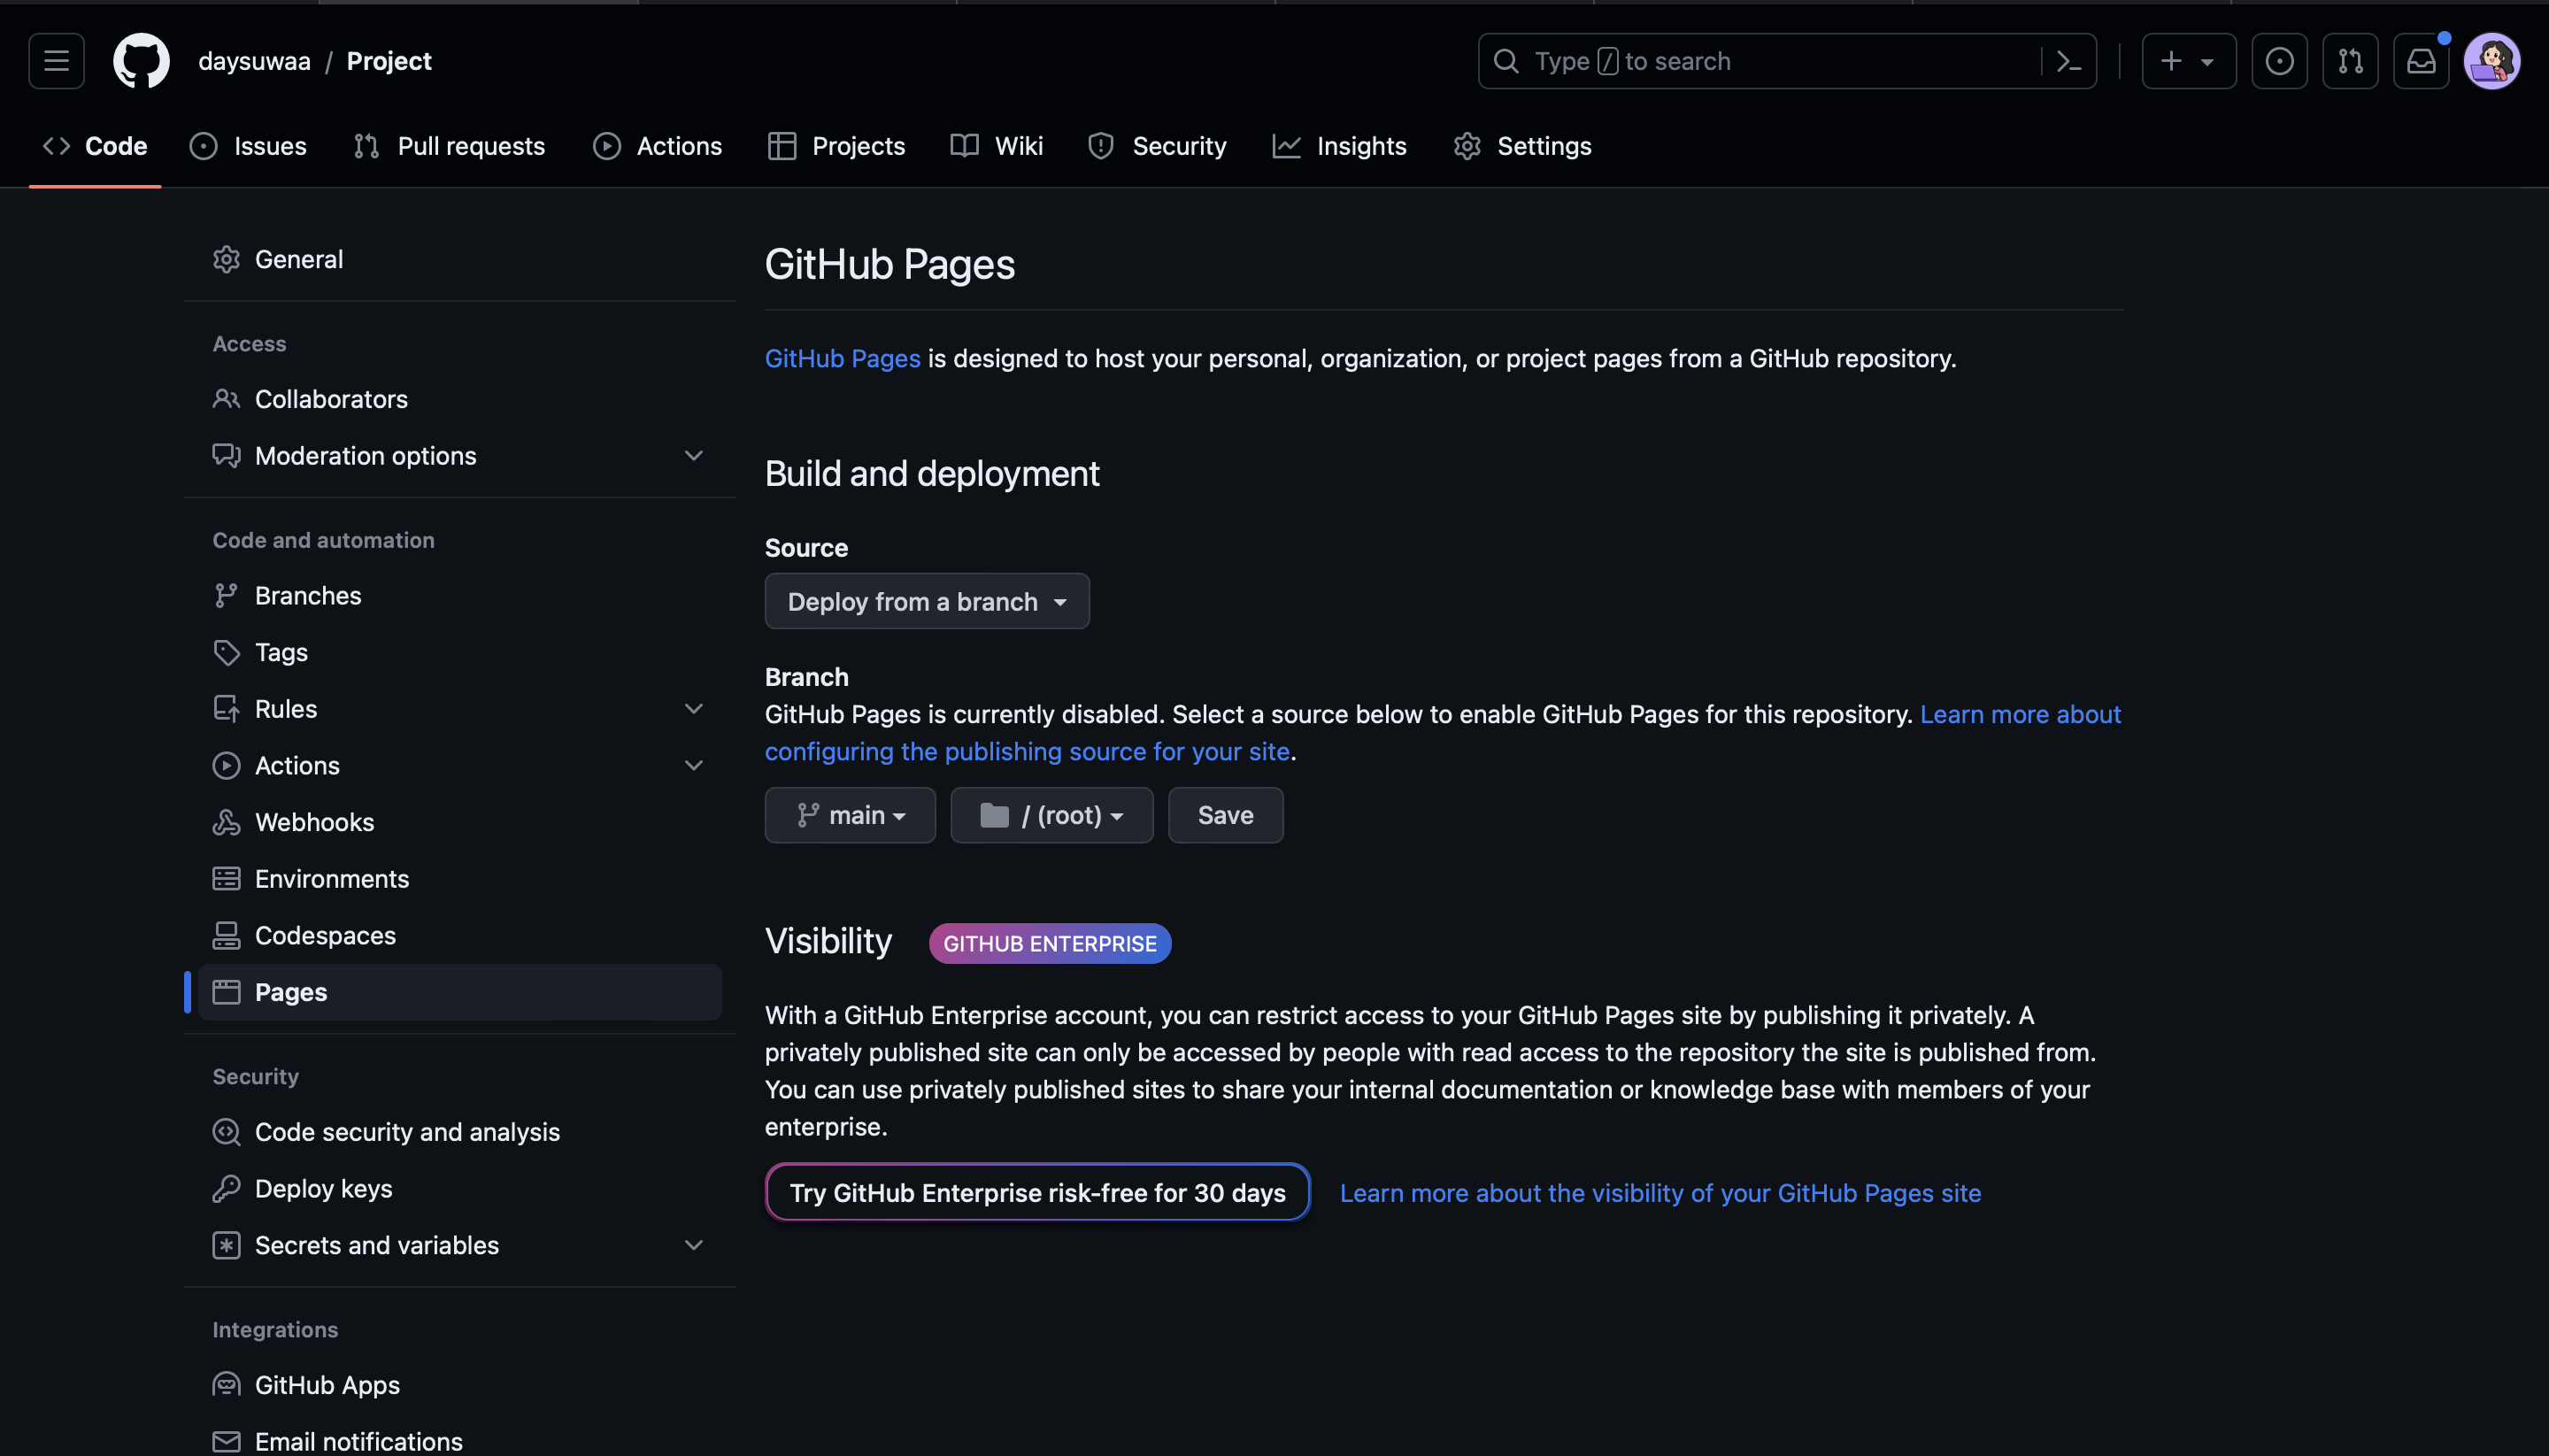 daysuwaa / Project
Type / to search
Code
Issues
Pull requests
Actions
Projects
Wiki
Security
Insights
Settings
General
Access
Collaborators
Moderation options
Code and automation
Branches
Tags
Rules
Actions
Webhooks
Environments
Codespaces
Pages
Security
Code security and analysis
Deploy keys
Secrets and variables
Integrations
GitHub Apps
Email notifications
GitHub Pages
GitHub Pages is designed to host your personal, organization, or project pages from a GitHub repository.
Build and deployment
Source
Deploy from a branch
Branch
GitHub Pages is currently disabled. Select a source below to enable GitHub Pages for this repository. Learn more about
configuring the publishing source for your site.
main
/ (root)
Save
Visibility
GITHUB ENTERPRISE
With a GitHub Enterprise account, you can restrict access to your GitHub Pages site by publishing it privately. A
privately published site can only be accessed by people with read access to the repository the site is published from.
You can use privately published sites to share your internal documentation or knowledge base with members of your
enterprise.
Try GitHub Enterprise risk-free for 30 days
Learn more about the visibility of your GitHub Pages site